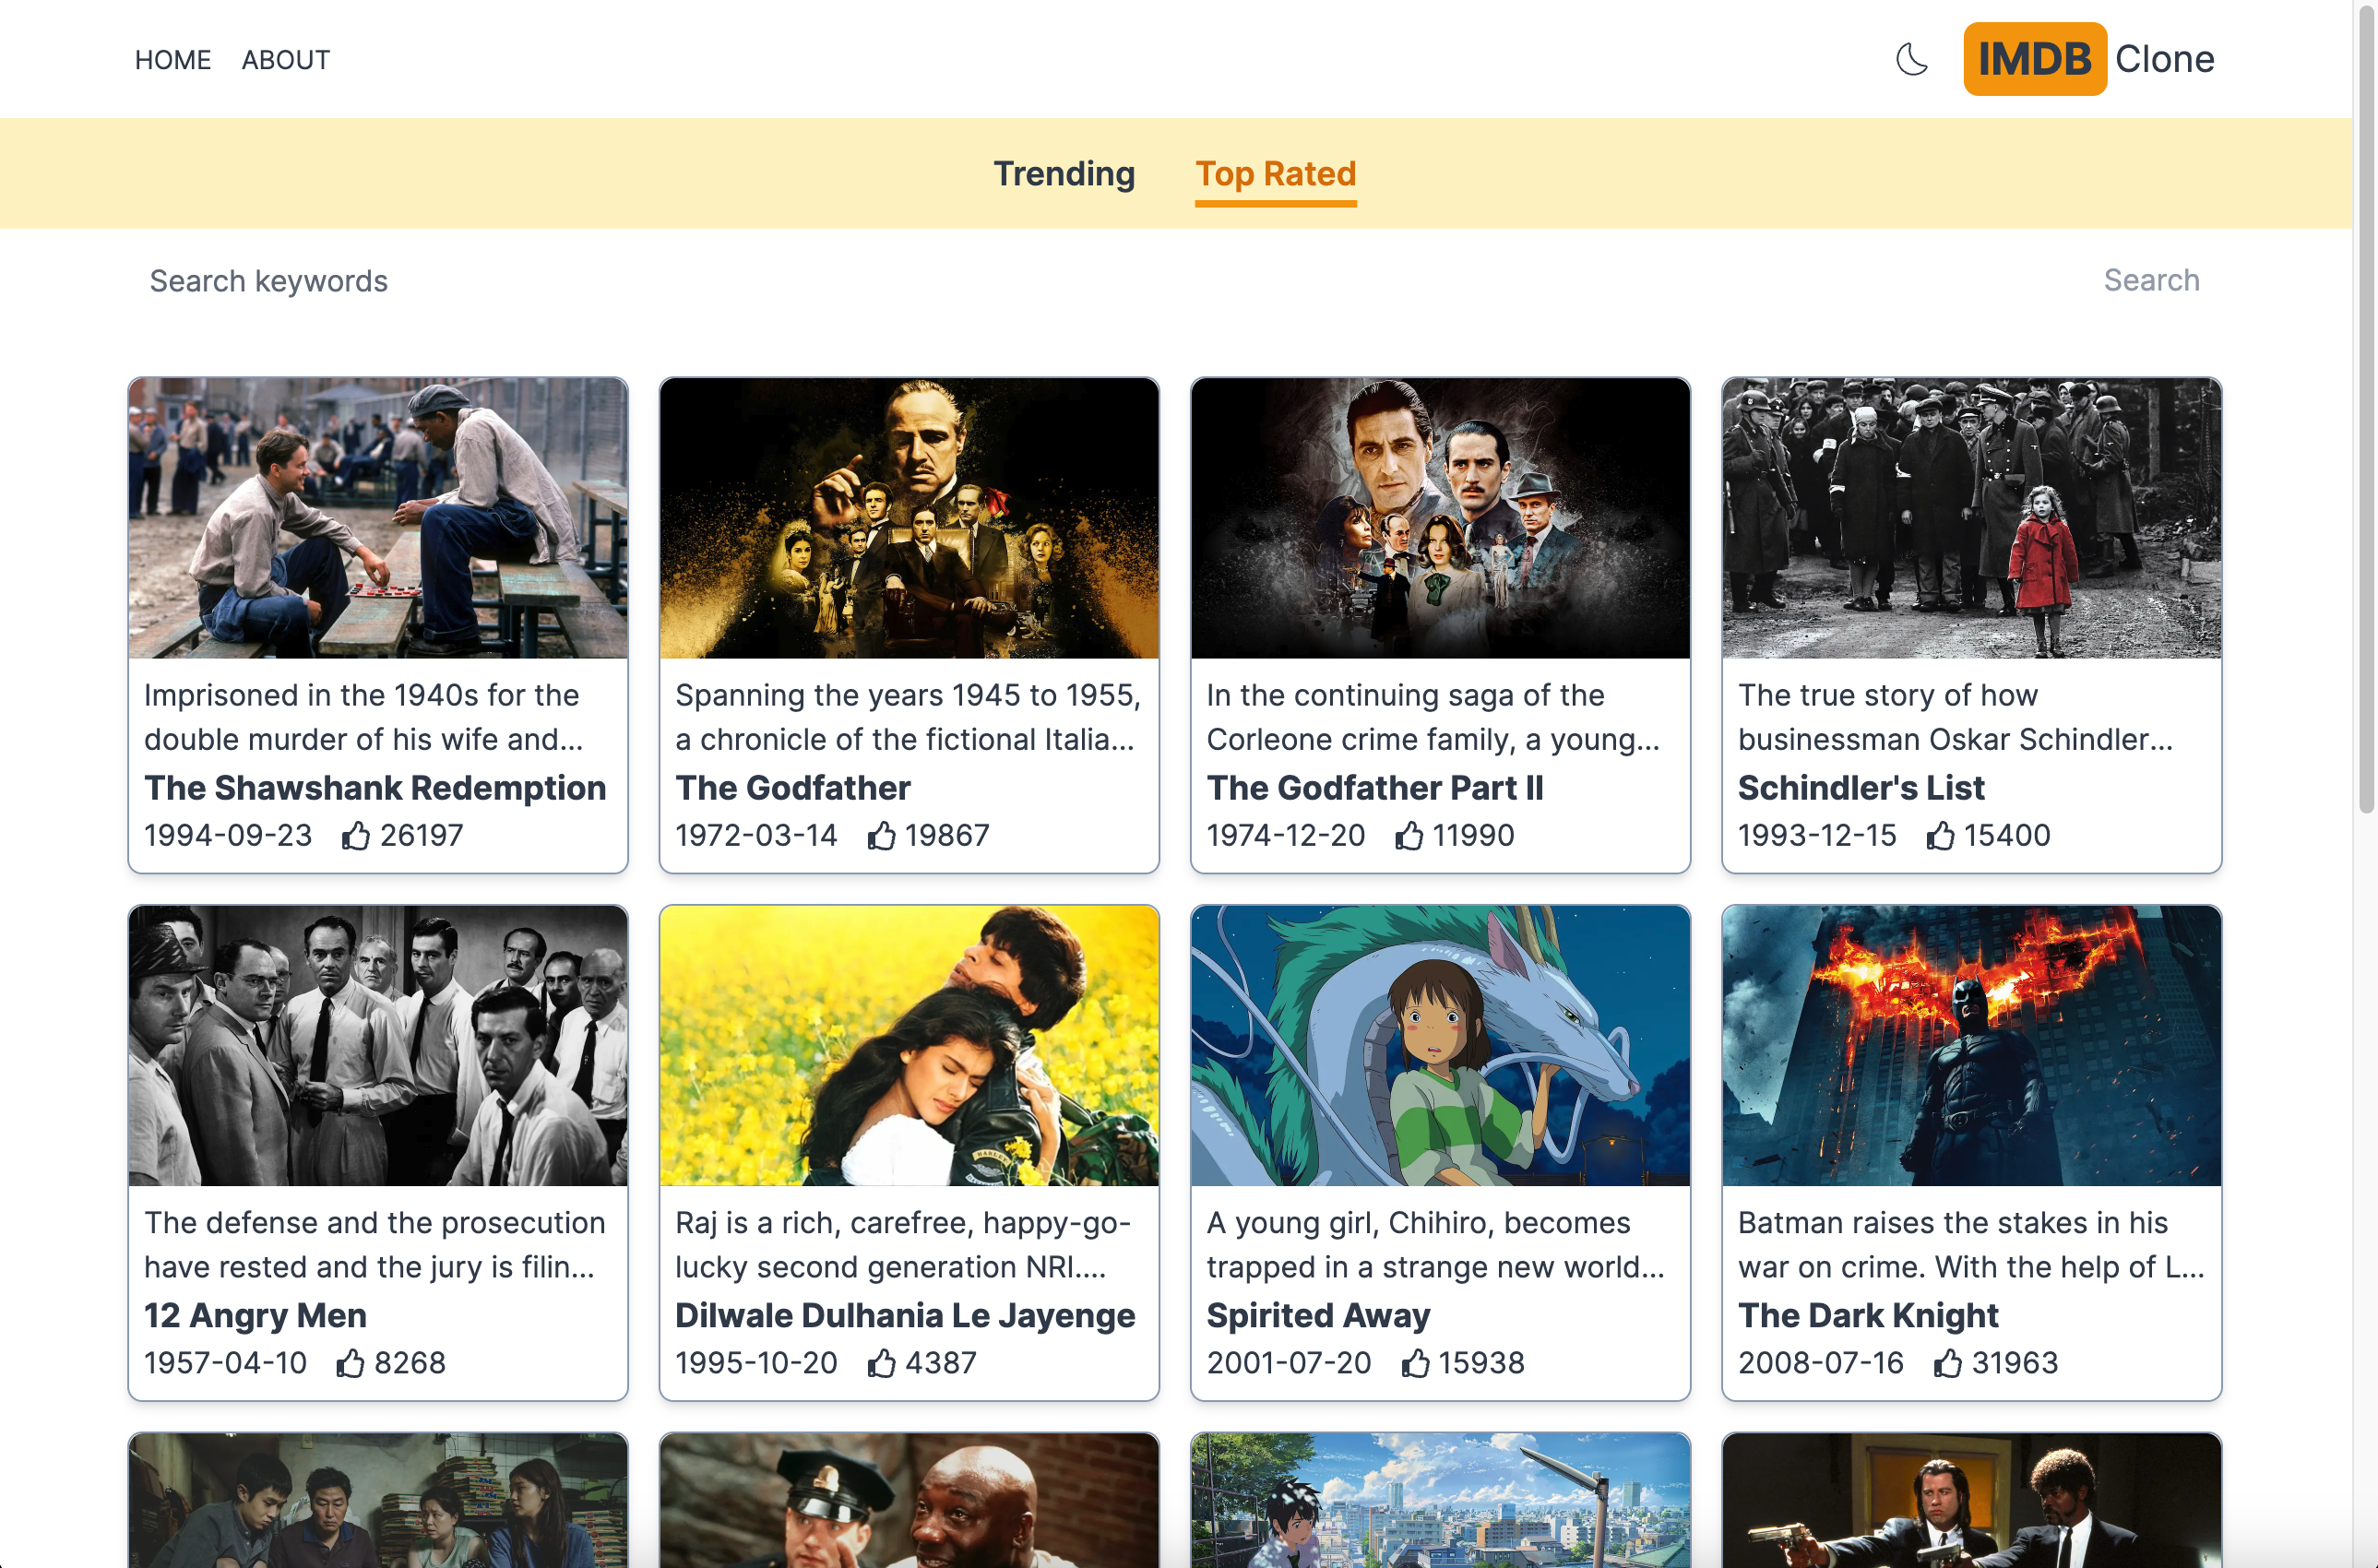 HOME ABOUT IMDB Clone
Trending Top Rated
Search keywords Search
Imprisoned in the 1940s for the
double murder of his wife and...
The Shawshank Redemption
1994-09-23 26197
Spanning the years 1945 to 1955,
a chronicle of the fictional Italia...
The Godfather
1972-03-14 19867
In the continuing saga of the
Corleone crime family, a young...
The Godfather Part II
1974-12-20 11990
The true story of how
businessman Oskar Schindler...
Schindler's List
1993-12-15 15400
The defense and the prosecution
have rested and the jury is filin...
12 Angry Men
1957-04-10 8268
HARLEY
Raj is a rich, carefree, happy-go-
lucky second generation NRI....
Dilwale Dulhania Le Jayenge
1995-10-20 4387
A young girl, Chihiro, becomes
trapped in a strange new world...
Spirited Away
2001-07-20 15938
Batman raises the stakes in his
war on crime. With the help of L...
The Dark Knight
2008-07-16 31963